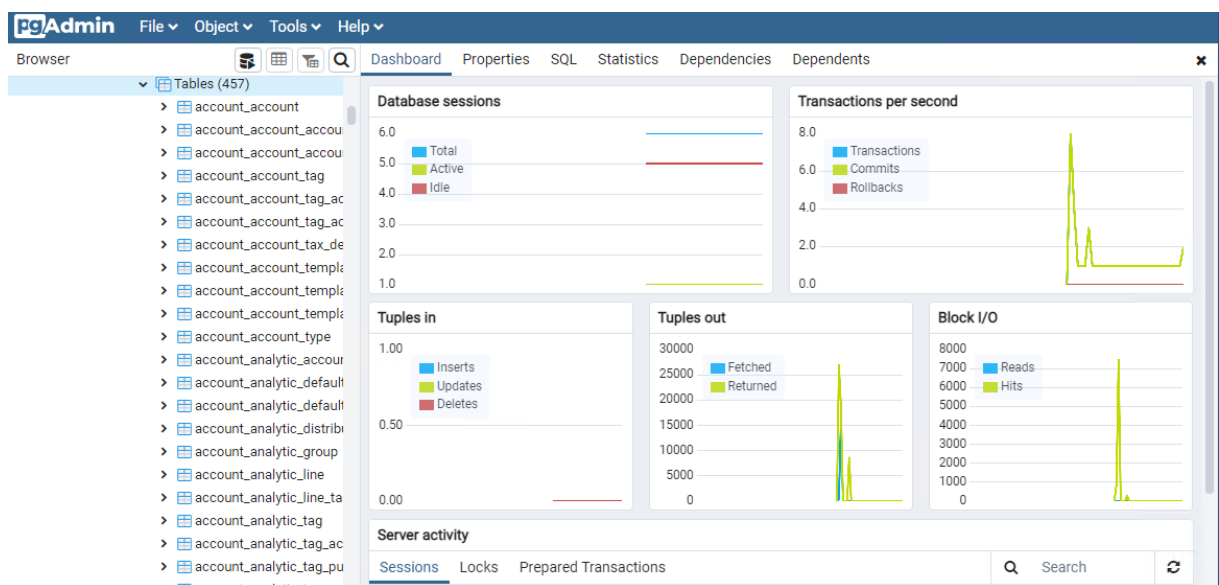 pgAdmin File Object Tools Help
Browser
Dashboard Properties SQL Statistics Dependencies Dependents
Tables (457)
account_account
account_account_accou
account_account_accou
account_account_tag
account_account_tag_ac
account_account_tag_ac
account_account_tax_de
account_account_templa
account_account_templa
account_account_templa
account_account_type
account_analytic_accour
account_analytic_default
account_analytic_default
account_analytic_distribu
account_analytic_group
account_analytic_line
account_analytic_line_ta
account_analytic_tag
account_analytic_tag_ac
account_analytic_tag_pu
Database sessions
6.0
5.0
4.0
3.0
2.0
1.0
Total
Active
Idle
Transactions per second
8.0
6.0
4.0
2.0
0.0
Transactions
Commits
Rollbacks
Tuples in
1.00
0.50
0.00
Inserts
Updates
Deletes
Tuples out
30000
25000
20000
15000
10000
5000
0
Fetched
Returned
Block I/O
8000
7000
6000
5000
4000
3000
2000
1000
0
Reads
Hits
Server activity
Sessions Locks Prepared Transactions
Search